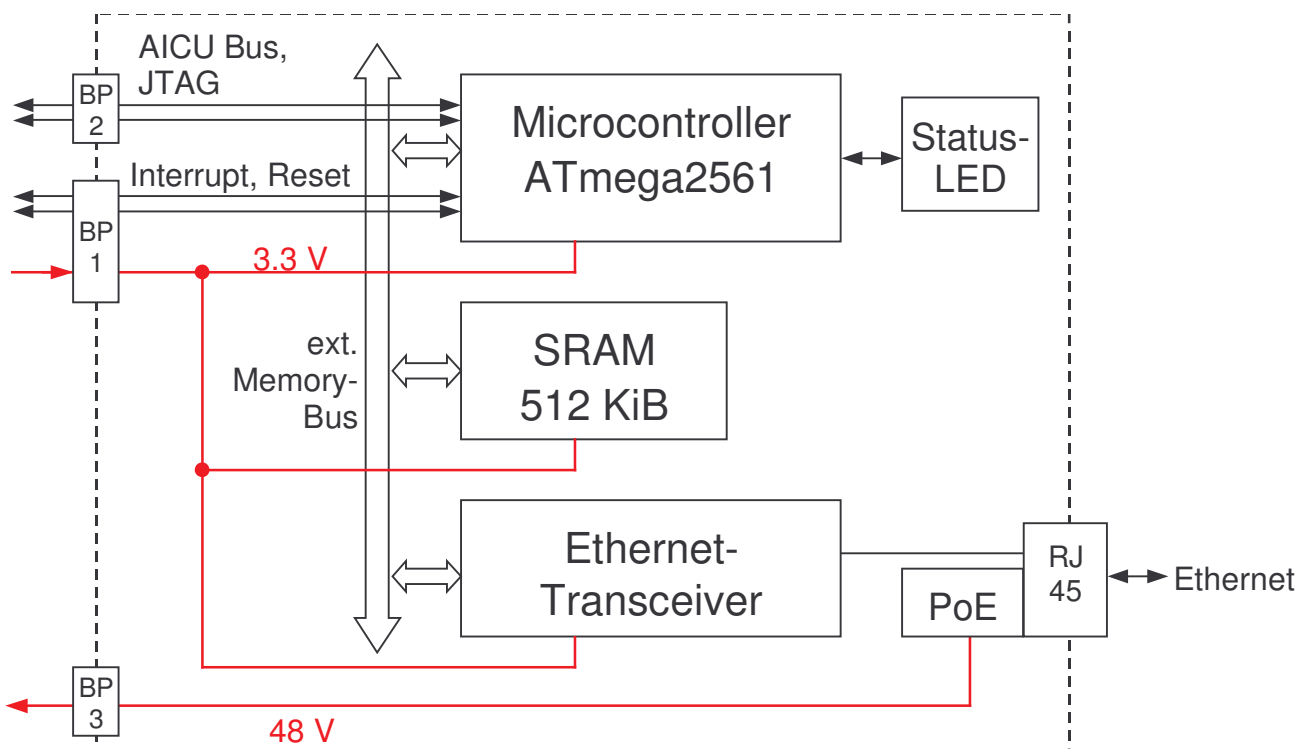 AICU Bus,
JTAG
BP
2
Microcontroller
ATmega2561
Status-
LED
Interrupt, Reset
BP
1
3.3 V
ext.
Memory-
Bus
SRAM
512 KiB
Ethernet-
Transceiver
RJ
45
Ethernet
PoE
BP
3
48 V